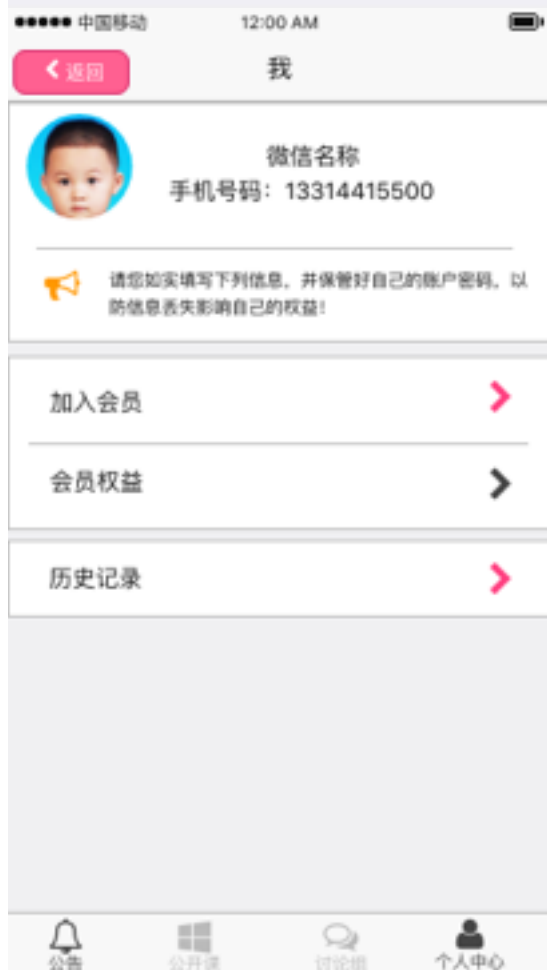 中国移动 12:00 AM
返回 我
微信名称
手机号码：13314415500
请您如实填写下列信息，并保管好自己的账户密码，以
防信息丢失影响自己的权益！
加入会员
会员权益
历史记录
公告 公开课 讨论组 个人中心